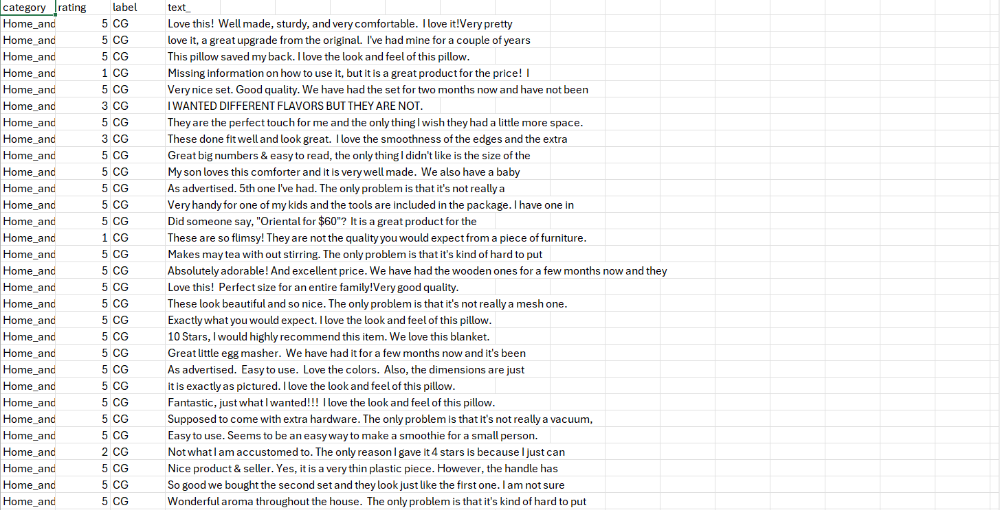 category rating label text_
Home_and 5 CG Love this!  Well made, sturdy, and very comfortable.  I love it!Very pretty
Home_and 5 CG love it, a great upgrade from the original.  I've had mine for a couple of years
Home_and 5 CG This pillow saved my back. I love the look and feel of this pillow.
Home_and 1 CG Missing information on how to use it, but it is a great product for the price!  I
Home_and 5 CG Very nice set. Good quality. We have had the set for two months now and have not been
Home_and 3 CG I WANTED DIFFERENT FLAVORS BUT THEY ARE NOT.
Home_and 5 CG They are the perfect touch for me and the only thing I wish they had a little more space.
Home_and 3 CG These done fit well and look great.  I love the smoothness of the edges and the extra
Home_and 5 CG Great big numbers & easy to read, the only thing I didn't like is the size of the
Home_and 5 CG My son loves this comforter and it is very well made.  We also have a baby
Home_and 5 CG As advertised. 5th one I've had. The only problem is that it's not really a
Home_and 5 CG Very handy for one of my kids and the tools are included in the package. I have one in
Home_and 5 CG Did someone say, "Oriental for $60"?  It is a great product for the
Home_and 1 CG These are so flimsy! They are not the quality you would expect from a piece of furniture.
Home_and 5 CG Makes may tea with out stirring. The only problem is that it's kind of hard to put
Home_and 5 CG Absolutely adorable! And excellent price. We have had the wooden ones for a few months now and they
Home_and 5 CG Love this!  Perfect size for an entire family!Very good quality.
Home_and 5 CG These look beautiful and so nice. The only problem is that it's not really a mesh one.
Home_and 5 CG Exactly what you would expect. I love the look and feel of this pillow.
Home_and 5 CG 10 Stars, I would highly recommend this item. We love this blanket.
Home_and 5 CG Great little egg masher.  We have had it for a few months now and it's been
Home_and 5 CG As advertised.  Easy to use.  Love the colors.  Also, the dimensions are just
Home_and 5 CG it is exactly as pictured. I love the look and feel of this pillow.
Home_and 5 CG Fantastic, just what I wanted!!!  I love the look and feel of this pillow.
Home_and 5 CG Supposed to come with extra hardware. The only problem is that it's not really a vacuum,
Home_and 5 CG Easy to use. Seems to be an easy way to make a smoothie for a small person.
Home_and 2 CG Not what I am accustomed to. The only reason I gave it 4 stars is because I just can
Home_and 5 CG Nice product & seller. Yes, it is a very thin plastic piece. However, the handle has
Home_and 5 CG So good we bought the second set and they look just like the first one. I am not sure
Home_and 5 CG Wonderful aroma throughout the house.  The only problem is that it's kind of hard to put